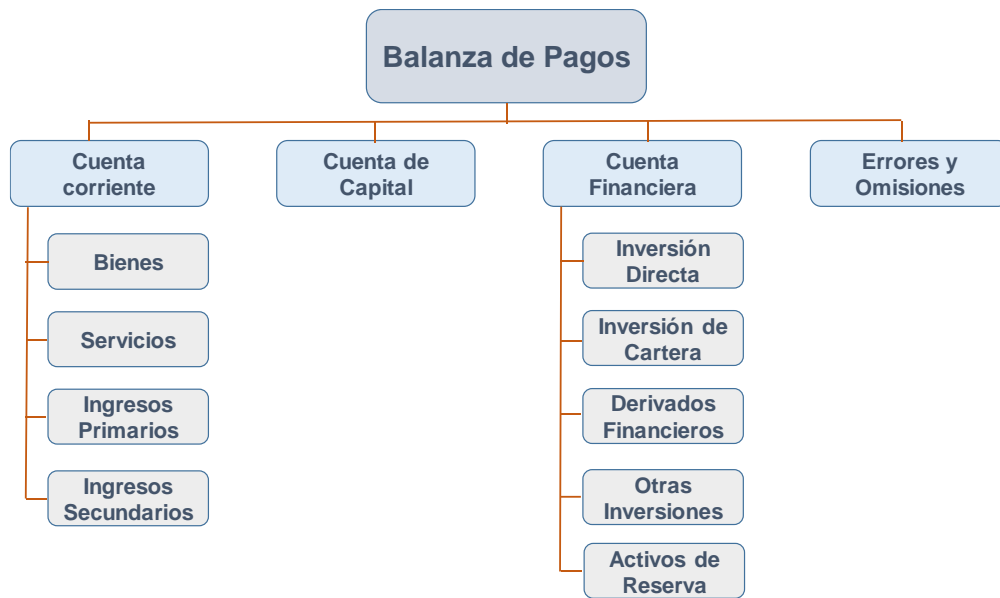 Balanza de Pagos
Cuenta
corriente
Cuenta de
Capital
Cuenta
Financiera
Errores y
Omisiones
Bienes
Servicios
Ingresos
Primarios
Ingresos
Secundarios
Inversión
Directa
Inversión de
Cartera
Derivados
Financieros
Otras
Inversiones
Activos de
Reserva